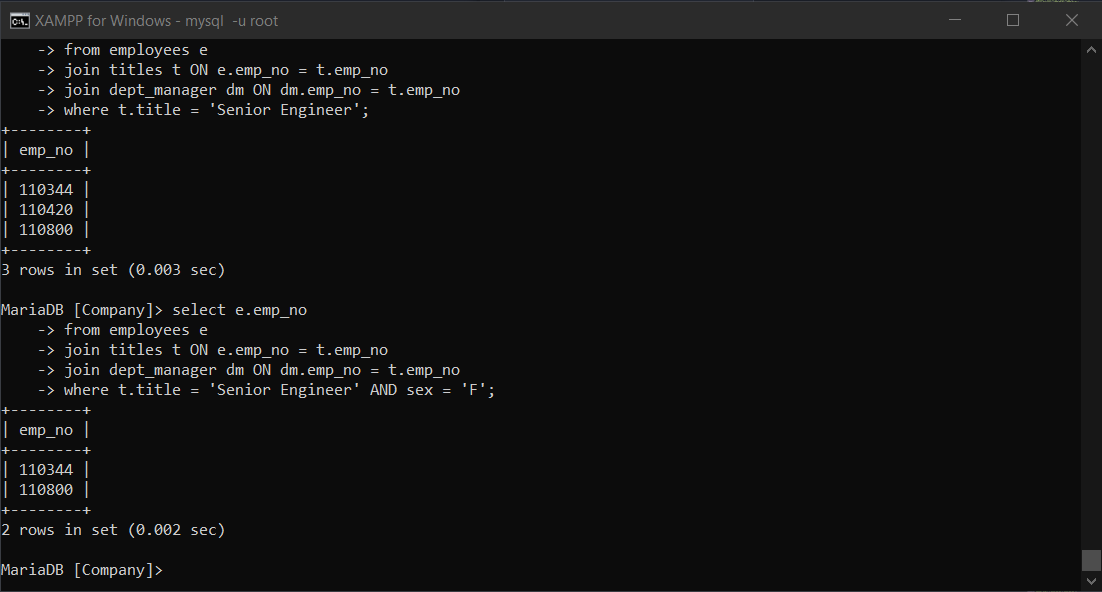 XAMPP for Windows - mysql  -u root
    -> from employees e
    -> join titles t ON e.emp_no = t.emp_no
    -> join dept_manager dm ON dm.emp_no = t.emp_no
    -> where t.title = 'Senior Engineer';
+--------+
| emp_no |
+--------+
| 110344 |
| 110420 |
| 110800 |
+--------+
3 rows in set (0.003 sec)

MariaDB [Company]> select e.emp_no
    -> from employees e
    -> join titles t ON e.emp_no = t.emp_no
    -> join dept_manager dm ON dm.emp_no = t.emp_no
    -> where t.title = 'Senior Engineer' AND sex = 'F';
+--------+
| emp_no |
+--------+
| 110344 |
| 110800 |
+--------+
2 rows in set (0.002 sec)

MariaDB [Company]>